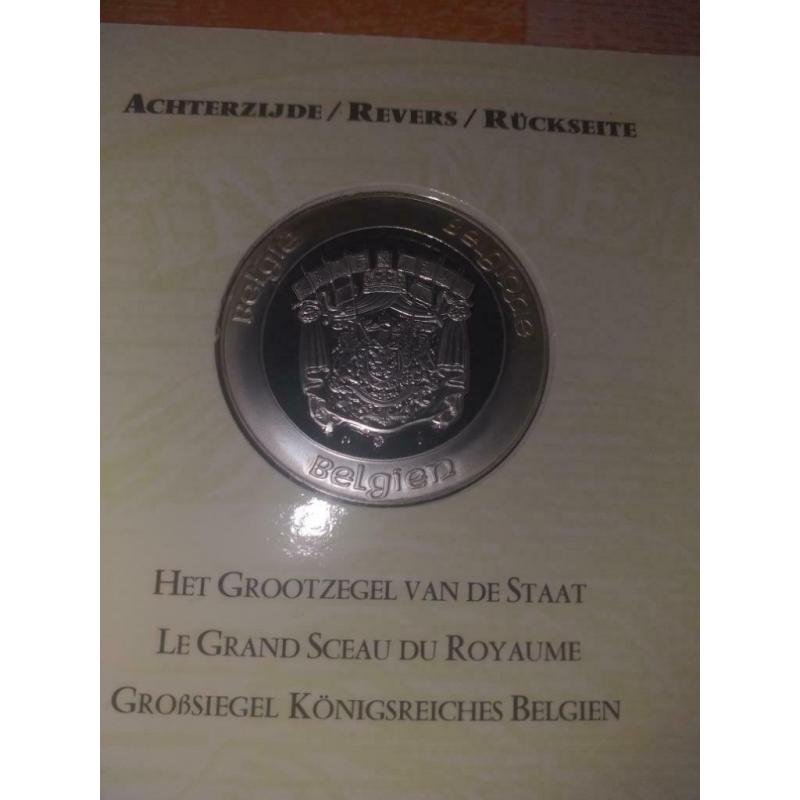 ACHTERZIJDE / REVERS / RÜCKSEITE
België
Belgique
Belgien
HET GROOTZEGEL VAN DE STAAT
LE GRAND SCEAU DU ROYAUME
GROßSIEGEL KÖNIGSREICHES BELGIEN